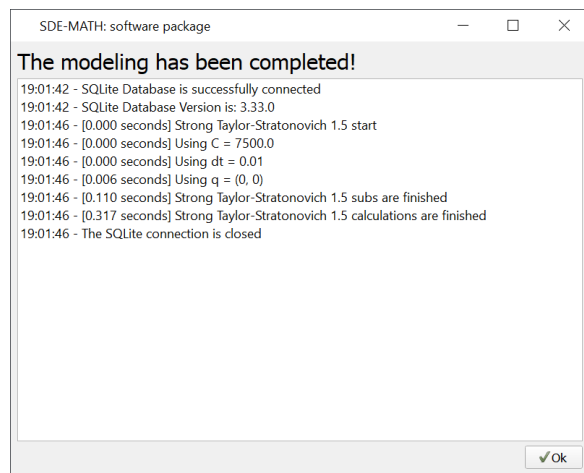 SDE-MATH: software package
The modeling has been completed!
19:01:42 - SQLite Database is successfully connected
19:01:42 - SQLite Database Version is: 3.33.0
19:01:46 - [0.000 seconds] Strong Taylor-Stratonovich 1.5 start
19:01:46 - [0.000 seconds] Using C = 7500.0
19:01:46 - [0.000 seconds] Using dt = 0.01
19:01:46 - [0.006 seconds] Using q = (0, 0)
19:01:46 - [0.110 seconds] Strong Taylor-Stratonovich 1.5 subs are finished
19:01:46 - [0.317 seconds] Strong Taylor-Stratonovich 1.5 calculations are finished
19:01:46 - The SQLite connection is closed
Ok